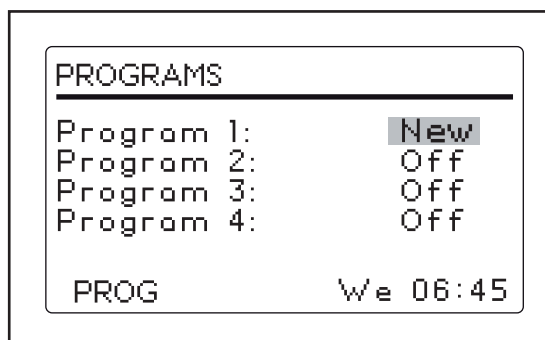 PROGRAMS
Program 1: New
Program 2: Off
Program 3: Off
Program 4: Off
PROG We 06:45